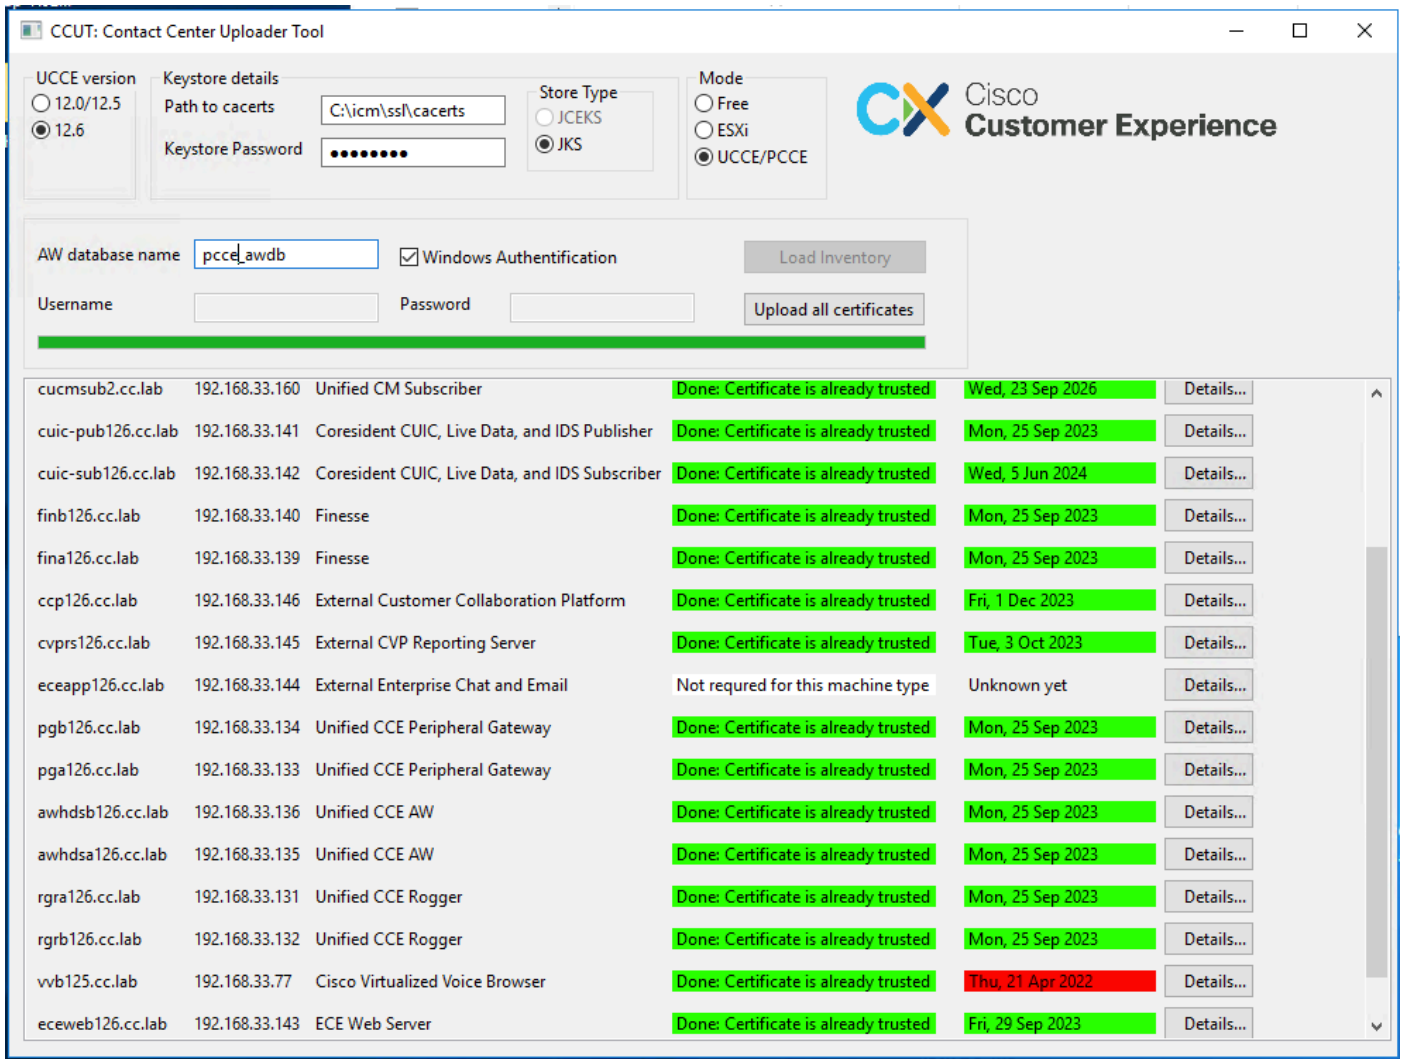 CCUT: Contact Center Uploader Tool
UCCE version
12.0/12.5
12.6
Keystore details
Path to cacerts
C:\icm\ssl\cacerts
Keystore Password
Store Type
JCEKS
JKS
Mode
Free
ESXi
UCCE/PCCE
Cisco
Customer Experience
AW database name
pcce_awdb
Windows Authentification
Load Inventory
Username
Password
Upload all certificates
cucmsub2.cc.lab 192.168.33.160 Unified CM Subscriber Done: Certificate is already trusted Wed, 23 Sep 2026 Details...
cuic-pub126.cc.lab 192.168.33.141 Coresident CUIC, Live Data, and IDS Publisher Done: Certificate is already trusted Mon, 25 Sep 2023 Details...
cuic-sub126.cc.lab 192.168.33.142 Coresident CUIC, Live Data, and IDS Subscriber Done: Certificate is already trusted Wed, 5 Jun 2024 Details...
finb126.cc.lab 192.168.33.140 Finesse Done: Certificate is already trusted Mon, 25 Sep 2023 Details...
fina126.cc.lab 192.168.33.139 Finesse Done: Certificate is already trusted Mon, 25 Sep 2023 Details...
ccp126.cc.lab 192.168.33.146 External Customer Collaboration Platform Done: Certificate is already trusted Fri, 1 Dec 2023 Details...
cvprs126.cc.lab 192.168.33.145 External CVP Reporting Server Done: Certificate is already trusted Tue, 3 Oct 2023 Details...
eceapp126.cc.lab 192.168.33.144 External Enterprise Chat and Email Not requred for this machine type Unknown yet Details...
pgb126.cc.lab 192.168.33.134 Unified CCE Peripheral Gateway Done: Certificate is already trusted Mon, 25 Sep 2023 Details...
pga126.cc.lab 192.168.33.133 Unified CCE Peripheral Gateway Done: Certificate is already trusted Mon, 25 Sep 2023 Details...
awhdsb126.cc.lab 192.168.33.136 Unified CCE AW Done: Certificate is already trusted Mon, 25 Sep 2023 Details...
awhdsa126.cc.lab 192.168.33.135 Unified CCE AW Done: Certificate is already trusted Mon, 25 Sep 2023 Details...
rgra126.cc.lab 192.168.33.131 Unified CCE Rogger Done: Certificate is already trusted Mon, 25 Sep 2023 Details...
rgrb126.cc.lab 192.168.33.132 Unified CCE Rogger Done: Certificate is already trusted Mon, 25 Sep 2023 Details...
vvb125.cc.lab 192.168.33.77 Cisco Virtualized Voice Browser Done: Certificate is already trusted Thu, 21 Apr 2022 Details...
eceweb126.cc.lab 192.168.33.143 ECE Web Server Done: Certificate is already trusted Fri, 29 Sep 2023 Details...